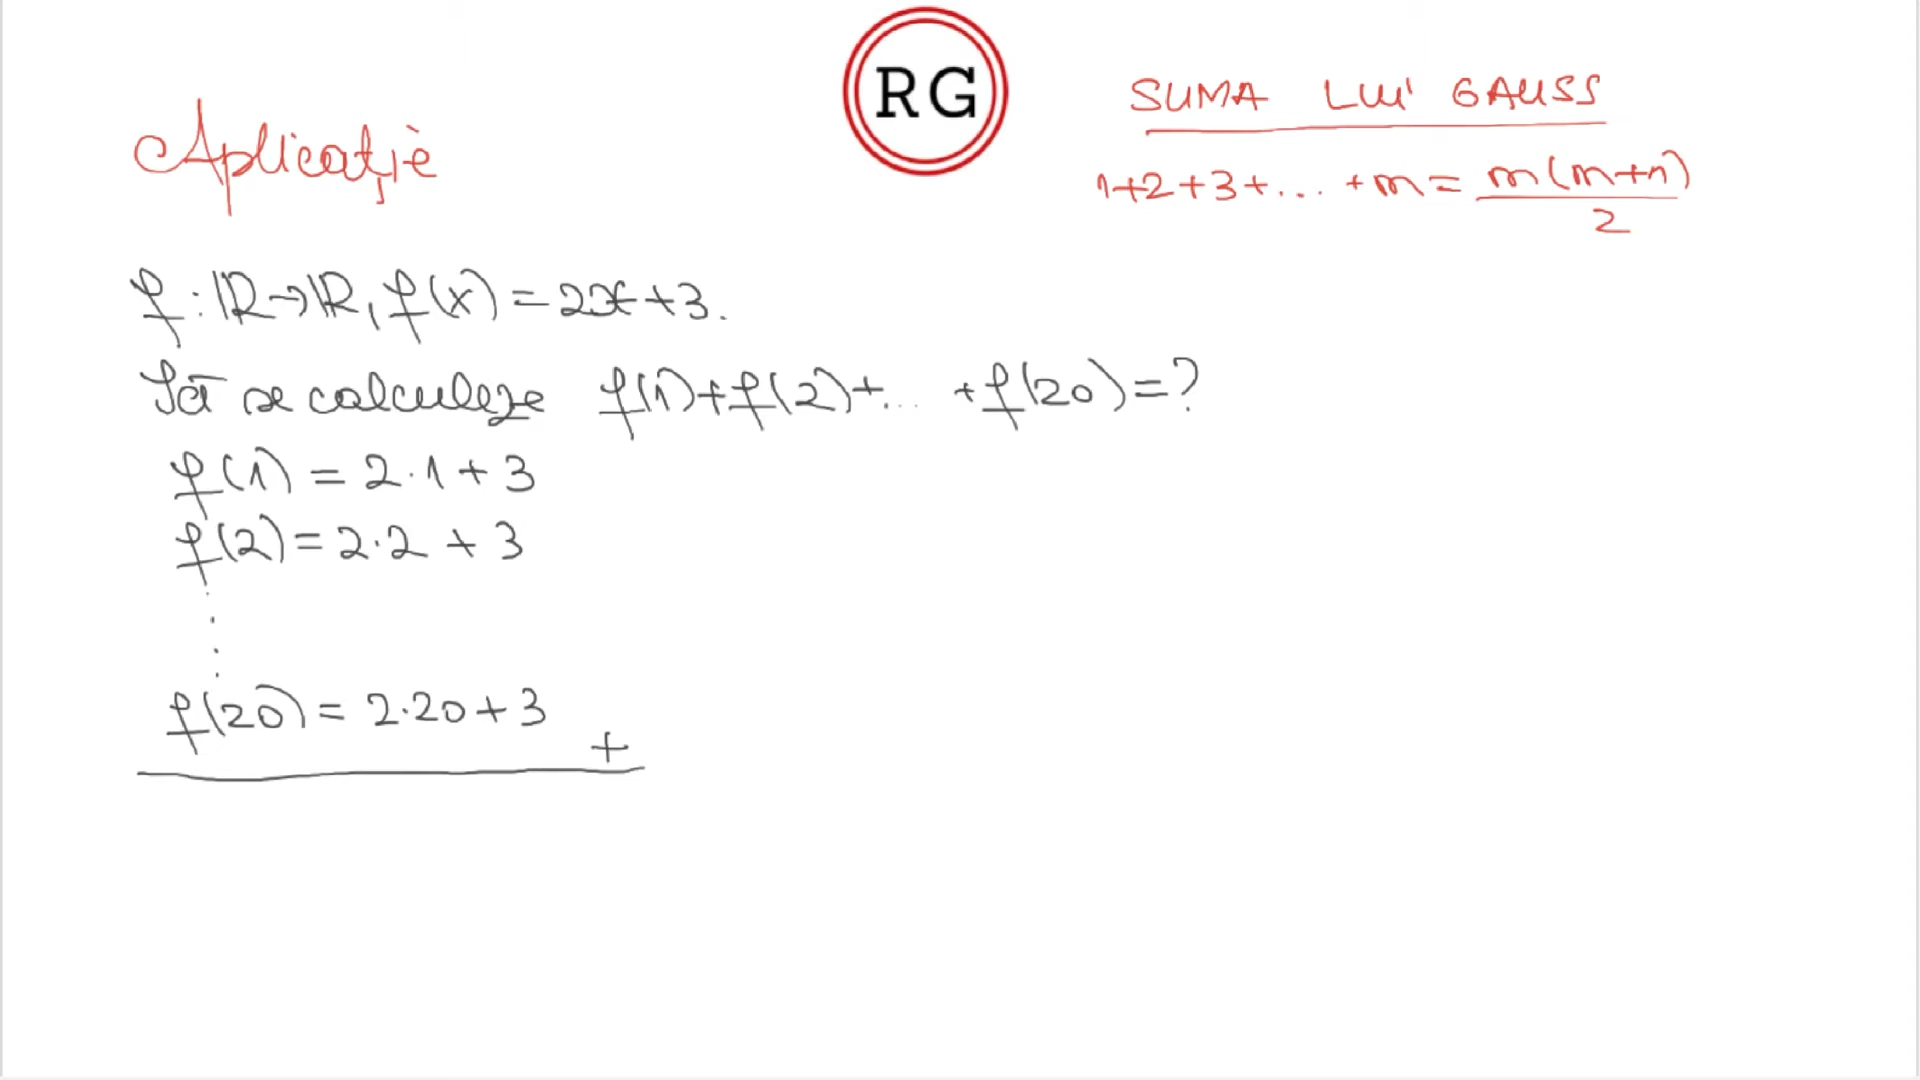 RG
SUMA LUI GAUSS
Aplicație
1+2+3+... +n = n(n+1)/2
f:ℝ→ℝ, f(x) = 2x+3.
Să se calculeze f(1)+f(2)+... +f(20)=?
f(1) = 2·1+3
f(2) = 2·2+3
⋮
f(20) = 2·20+3
+